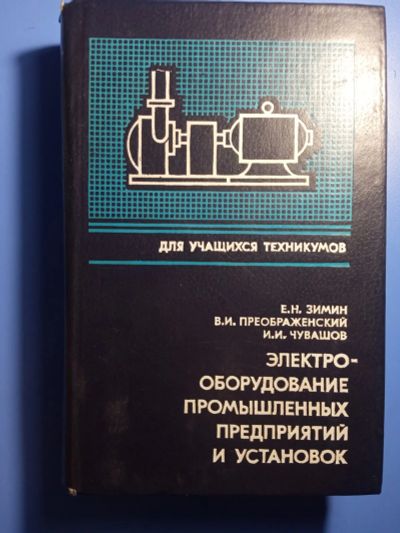 ДЛЯ УЧАЩИХСЯ ТЕХНИКУМОВ
Е.Н. ЗИМИН
В.И. ПРЕОБРАЖЕНСКИЙ
И.И. ЧУВАШОВ
ЭЛЕКТРО-
ОБОРУДОВАНИЕ
ПРОМЫШЛЕННЫХ
ПРЕДПРИЯТИЙ
И УСТАНОВОК